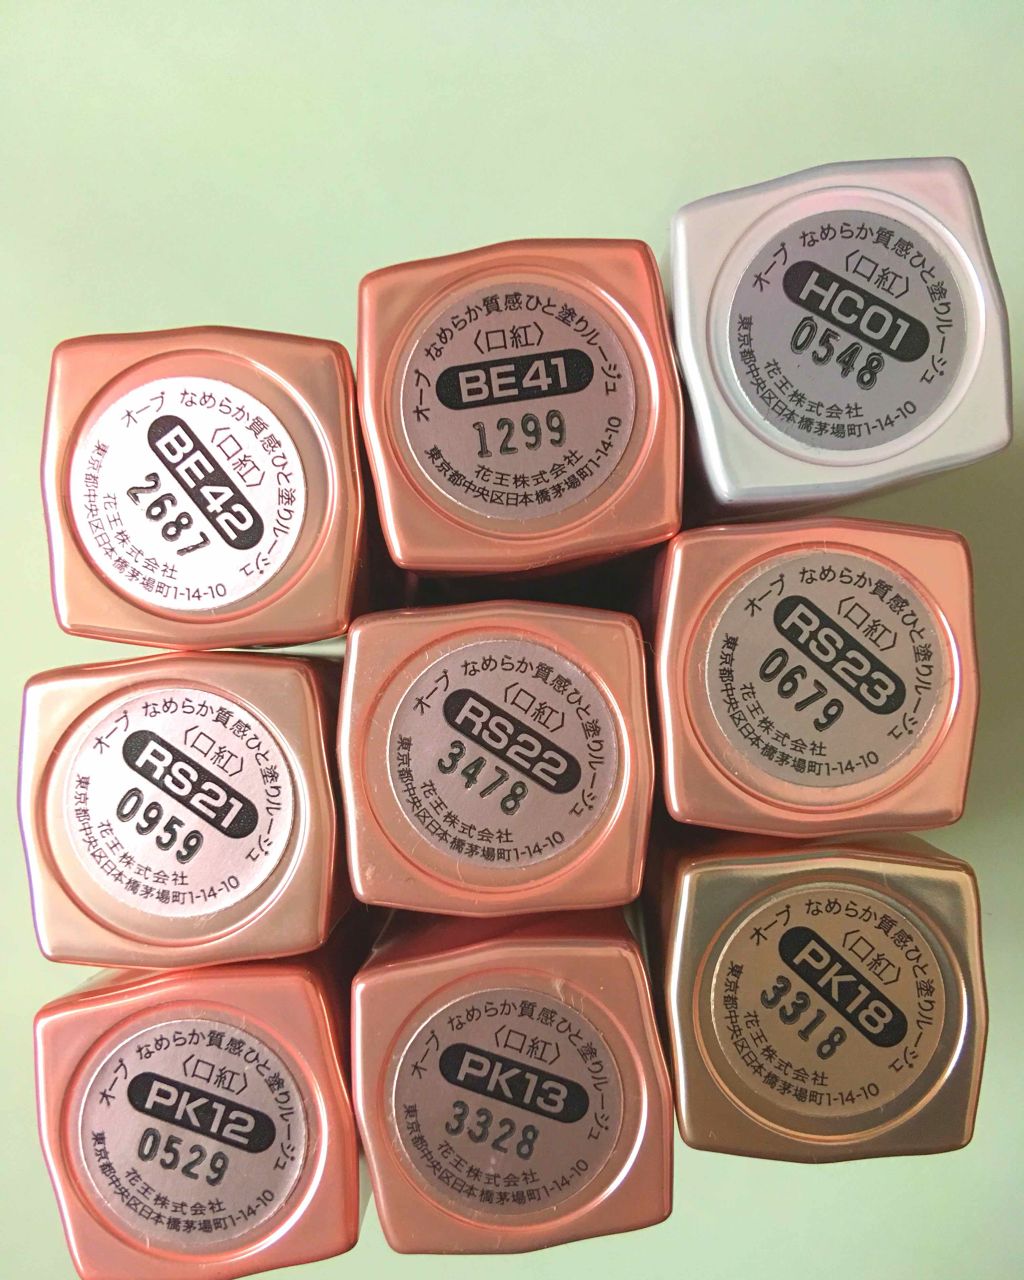 オーブ なめらか質感ひと塗りルージュ
〈口紅〉
BE42
2687
花王株式会社
東京都中央区日本橋茅場町1-14-10
オーブ なめらか質感ひと塗りルージュ
〈口紅〉
BE41
1299
花王株式会社
東京都中央区日本橋茅場町1-14-10
オーブ なめらか質感ひと塗りルージュ
〈口紅〉
HC01
0548
花王株式会社
東京都中央区日本橋茅場町1-14-10
オーブ なめらか質感ひと塗りルージュ
〈口紅〉
RS21
0959
花王株式会社
東京都中央区日本橋茅場町1-14-10
オーブ なめらか質感ひと塗りルージュ
〈口紅〉
RS22
3478
花王株式会社
東京都中央区日本橋茅場町1-14-10
オーブ なめらか質感ひと塗りルージュ
〈口紅〉
RS23
0679
花王株式会社
東京都中央区日本橋茅場町1-14-10
オーブ なめらか質感ひと塗りルージュ
〈口紅〉
PK12
0529
花王株式会社
東京都中央区日本橋茅場町1-14-10
オーブ なめらか質感ひと塗りルージュ
〈口紅〉
PK13
3328
花王株式会社
東京都中央区日本橋茅場町1-14-10
オーブ なめらか質感ひと塗りルージュ
〈口紅〉
PK18
3318
花王株式会社
東京都中央区日本橋茅場町1-14-10